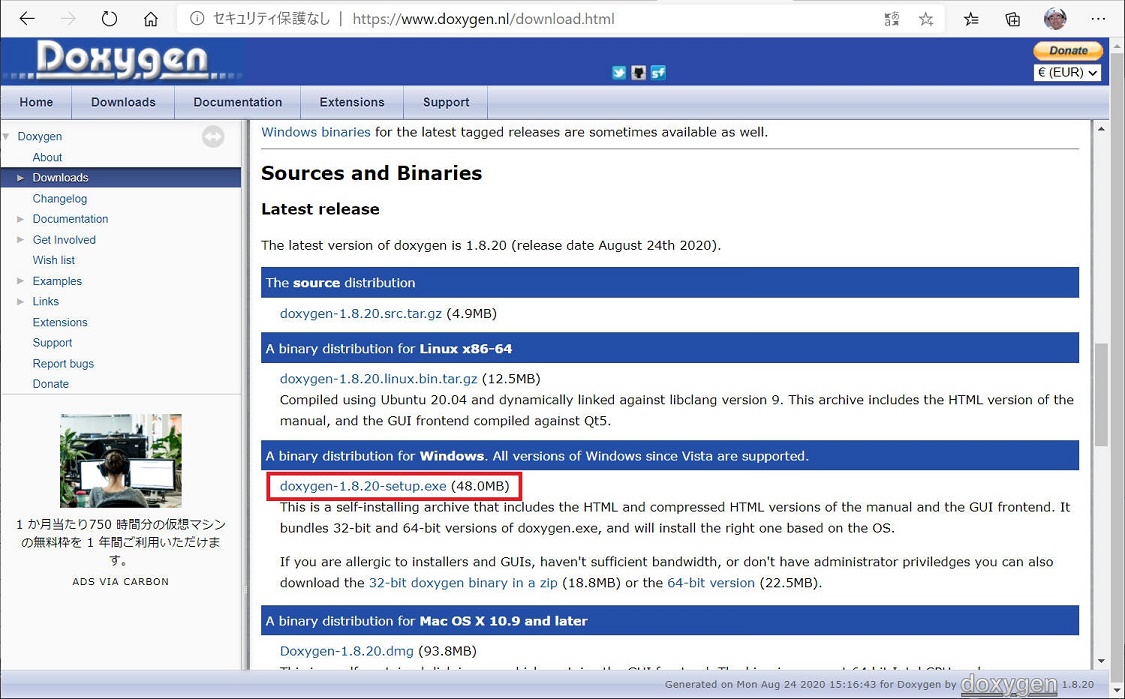 セキュリティ保護なし | https://www.doxygen.nl/download.html
Doxygen
Donate
€ (EUR)
Home Downloads Documentation Extensions Support
Doxygen
About
Downloads
Changelog
Documentation
Get Involved
Wish list
Examples
Links
Extensions
Support
Report bugs
Donate
1 か月当たり750 時間分の仮想マシン
の無料枠を 1 年間ご利用いただけま
す。
ADS VIA CARBON
Windows binaries for the latest tagged releases are sometimes available as well.
Sources and Binaries
Latest release
The latest version of doxygen is 1.8.20 (release date August 24th 2020).
The source distribution
doxygen-1.8.20.src.tar.gz (4.9MB)
A binary distribution for Linux x86-64
doxygen-1.8.20.linux.bin.tar.gz (12.5MB)
Compiled using Ubuntu 20.04 and dynamically linked against libclang version 9. This archive includes the HTML version of the
manual, and the GUI frontend compiled against Qt5.
A binary distribution for Windows. All versions of Windows since Vista are supported.
doxygen-1.8.20-setup.exe (48.0MB)
This is a self-installing archive that includes the HTML and compressed HTML versions of the manual and the GUI frontend. It
bundles 32-bit and 64-bit versions of doxygen.exe, and will install the right one based on the OS.
If you are allergic to installers and GUIs, haven't sufficient bandwidth, or don't have administrator priviledges you can also
download the 32-bit doxygen binary in a zip (18.8MB) or the 64-bit version (22.5MB).
A binary distribution for Mac OS X 10.9 and later
Doxygen-1.8.20.dmg (93.8MB)
Generated on Mon Aug 24 2020 15:16:43 for Doxygen by doxygen 1.8.20